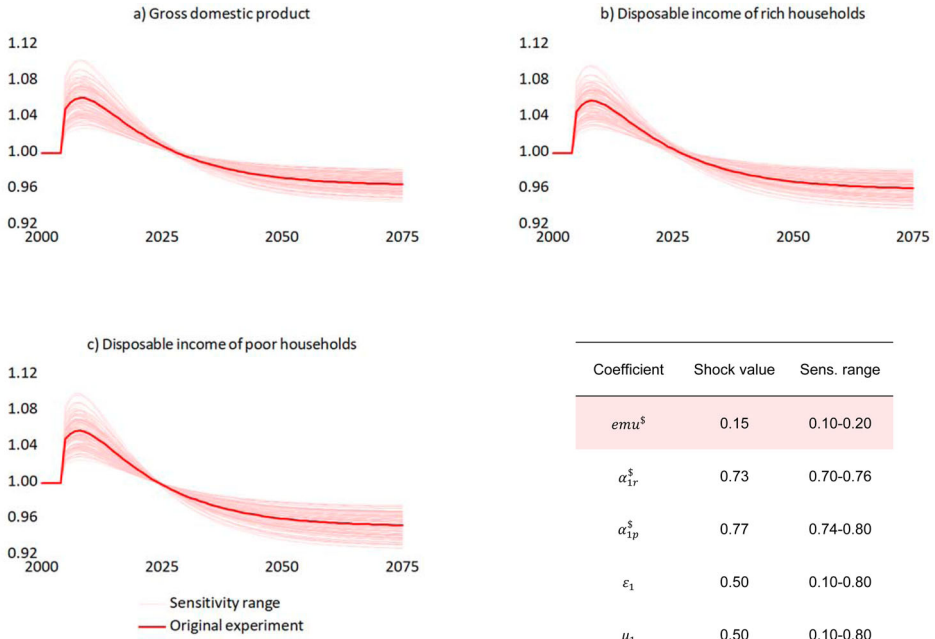 a) Gross domestic product
1.12
1.08
1.04
1.00
0.96
0.92
2000 2025 2050 2075
b) Disposable income of rich households
1.12
1.08
1.04
1.00
0.96
0.92
2000 2025 2050 2075
c) Disposable income of poor households
1.12
1.08
1.04
1.00
0.96
0.92
2000 2025 2050 2075
Sensitivity range
Original experiment
Coefficient Shock value Sens. range
emu$ 0.15 0.10-0.20
α$1r 0.73 0.70-0.76
α$1p 0.77 0.74-0.80
ε1 0.50 0.10-0.80
μ1 0.50 0.10-0.80